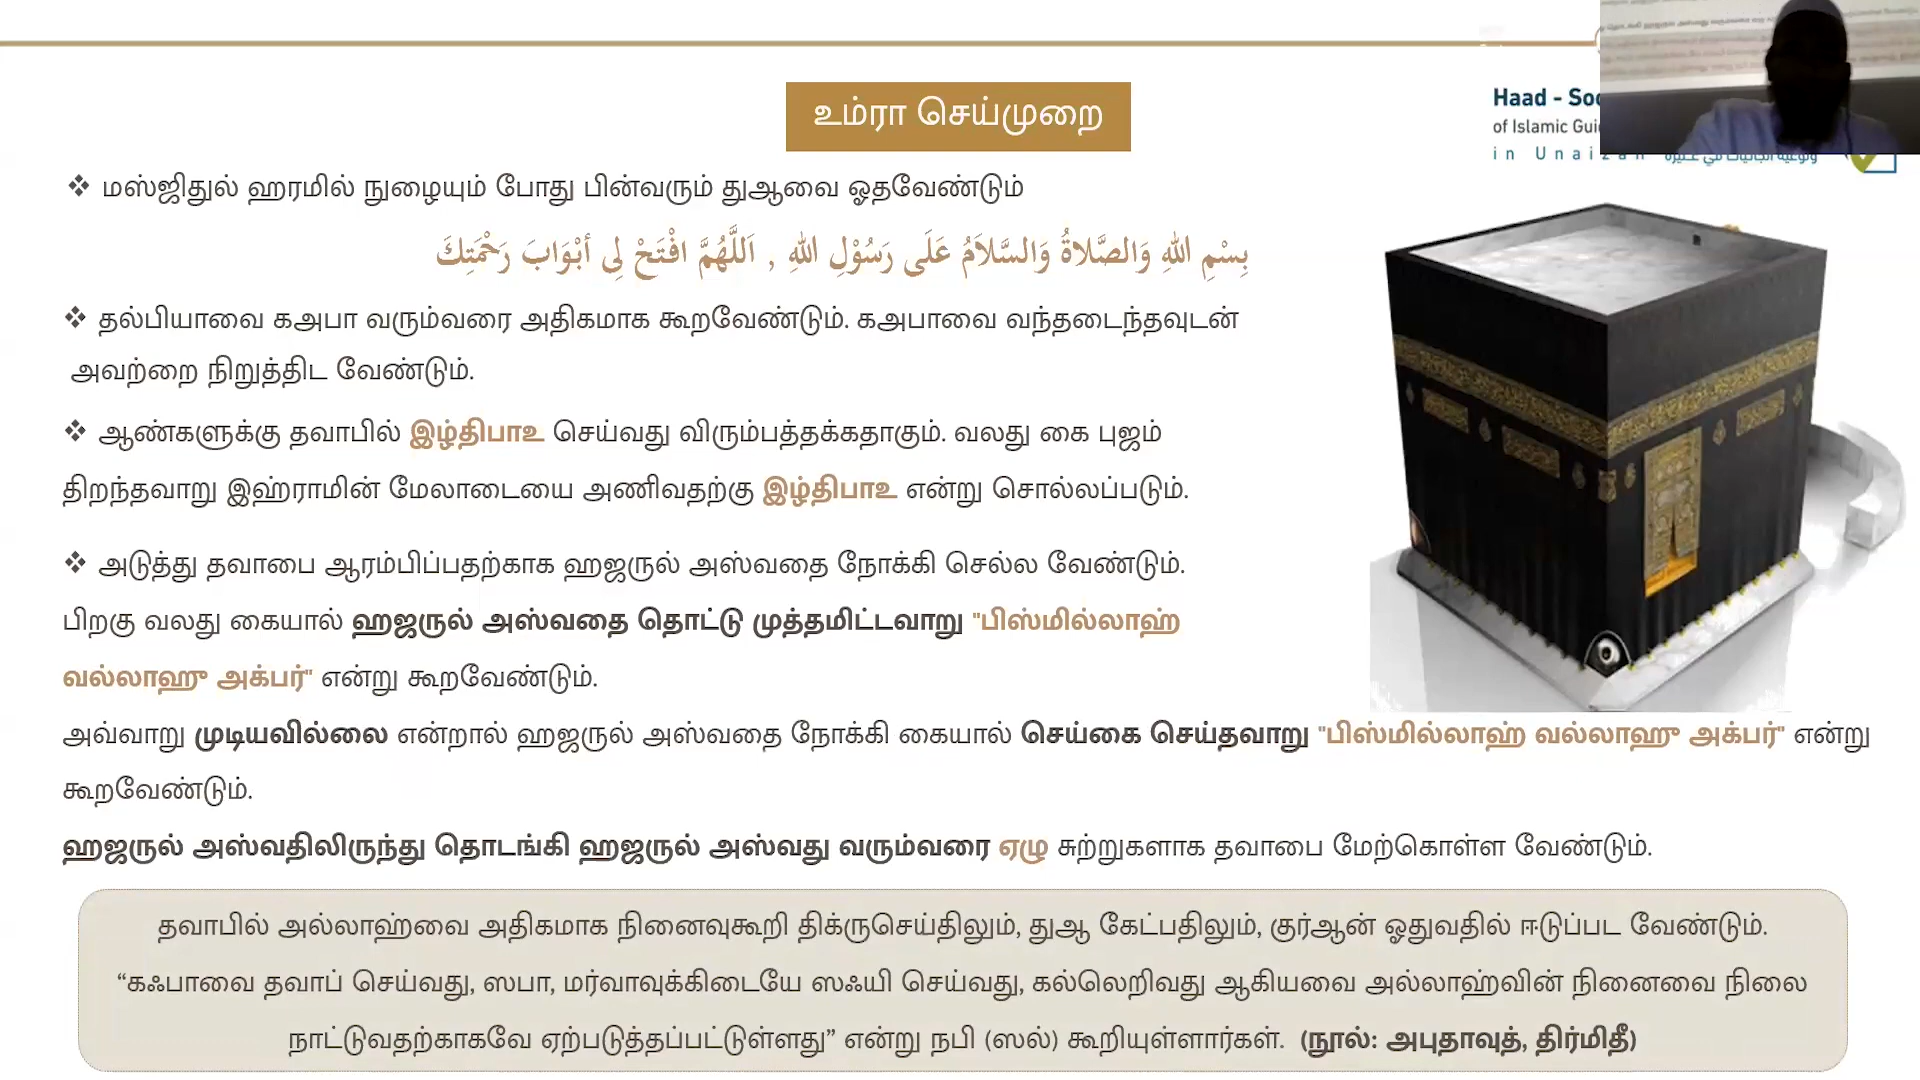 உம்ரா செய்முறை
Haad - Soc
of Islamic Gui
in Unaizah
❖ மஸ்ஜிதுல் ஹரமில் நுழையும் போது பின்வரும் துஆவை ஓதவேண்டும்
بِسْمِ اللهِ وَالصَّلاةُ وَالسَّلاَمُ عَلَى رَسُوْلِ اللهِ , اَللَّهُمَّ افْتَحْ لِى أبْوَابَ رَحْمَتِكَ
❖ தல்பியாவை கஅபா வரும்வரை அதிகமாக கூறவேண்டும். கஅபாவை வந்தடைந்தவுடன்
அவற்றை நிறுத்திட வேண்டும்.
❖ ஆண்களுக்கு தவாபில் இழ்திபாஉ செய்வது விரும்பத்தக்கதாகும். வலது கை புஜம்
திறந்தவாறு இஹ்ராமின் மேலாடையை அணிவதற்கு இழ்திபாஉ என்று சொல்லப்படும்.
❖ அடுத்து தவாபை ஆரம்பிப்பதற்காக ஹஜருல் அஸ்வதை நோக்கி செல்ல வேண்டும்.
பிறகு வலது கையால் ஹஜருல் அஸ்வதை தொட்டு முத்தமிட்டவாறு "பிஸ்மில்லாஹ்
வல்லாஹு அக்பர்" என்று கூறவேண்டும்.
அவ்வாறு முடியவில்லை என்றால் ஹஜருல் அஸ்வதை நோக்கி கையால் செய்கை செய்தவாறு "பிஸ்மில்லாஹ் வல்லாஹு அக்பர்" என்று
கூறவேண்டும்.
ஹஜருல் அஸ்வதிலிருந்து தொடங்கி ஹஜருல் அஸ்வது வரும்வரை ஏழு சுற்றுகளாக தவாபை மேற்கொள்ள வேண்டும்.
தவாபில் அல்லாஹ்வை அதிகமாக நினைவுகூறி திக்ருசெய்திலும், துஆ கேட்பதிலும், குர்ஆன் ஓதுவதில் ஈடுப்பட வேண்டும்.
“கஃபாவை தவாப் செய்வது, ஸபா, மர்வாவுக்கிடையே ஸஃயி செய்வது, கல்லெறிவது ஆகியவை அல்லாஹ்வின் நினைவை நிலை
நாட்டுவதற்காகவே ஏற்படுத்தப்பட்டுள்ளது” என்று நபி (ஸல்) கூறியுள்ளார்கள். (நூல்: அபுதாவுத், திர்மிதீ)